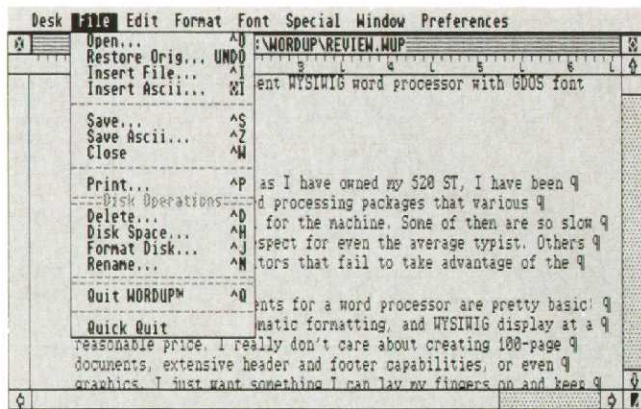 Desk File Edit Format Font Special Window Preferences
:\WORDUP\REVIEW.WUP
Open... ^O
Restore Orig... UNDO
Insert File... ^I
Insert Ascii... ⌧I
Save... ^S
Save Ascii... ^Z
Close ^W
Print... ^P
Disk Operations
Delete... ^D
Disk Space... ^H
Format Disk... ^J
Rename... ^N
Quit WORDUP™ ^Q
Quick Quit
3 4 5 6
ent WYSIWIG word processor with GDOS font
as I have owned my 520 ST, I have been ¶
d processing packages that various ¶
for the machine. Some of then are so slow ¶
spect for even the average typist. Others ¶
tors that fail to take advantage of the ¶
ents for a word processor are pretty basic: ¶
matic formatting, and WYSIWIG display at a ¶
reasonable price. I really don't care about creating 100-page ¶
documents, extensive header and footer capabilities, or even ¶
graphics. I just want something I can lay my fingers on and keep ¶